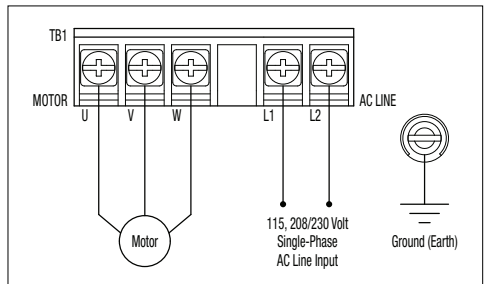 TB1
MOTOR
U
V
W
L1
L2
AC LINE
Motor
115, 208/230 Volt
Single-Phase
AC Line Input
Ground (Earth)